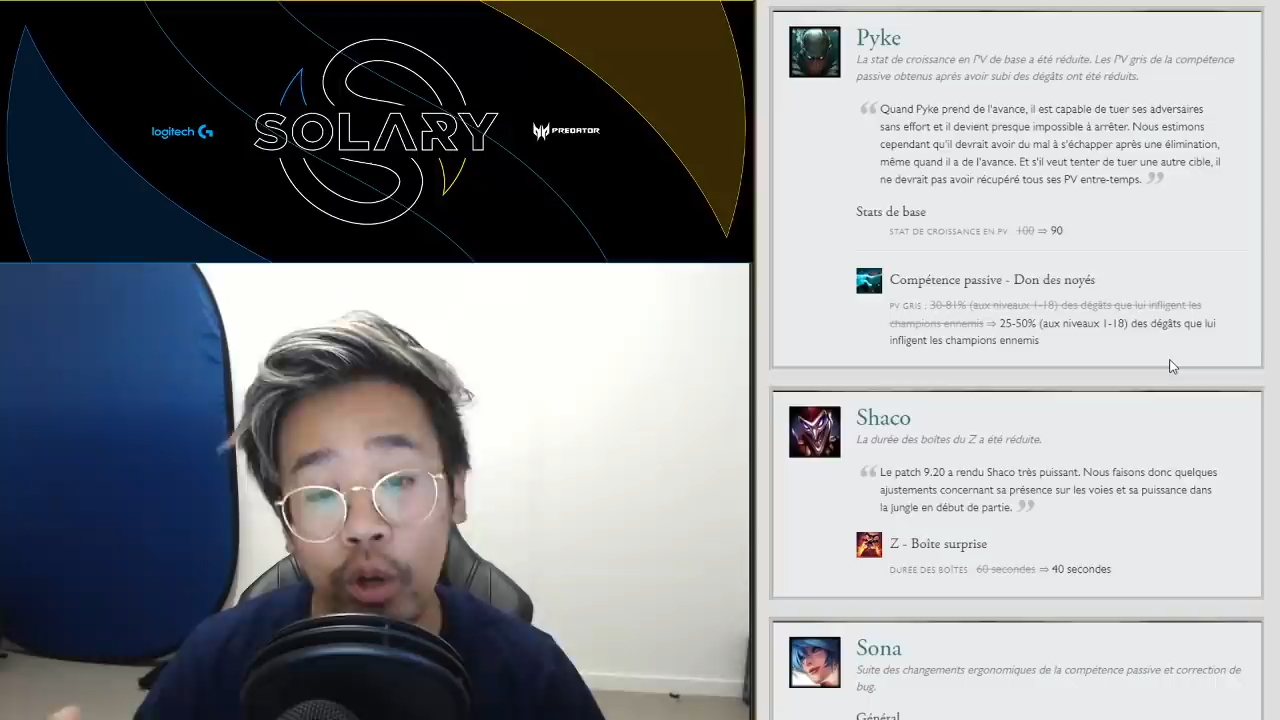 SOLARY
logitech G
PREDATOR
Pyke
La stat de croissance en PV de base a été réduite. Les PV gris de la compétence
passive obtenus après avoir subi des dégâts ont été réduits.
Quand Pyke prend de l'avance, il est capable de tuer ses adversaires
sans effort et il devient presque impossible à arrêter. Nous estimons
cependant qu'il devrait avoir du mal à s'échapper après une élimination,
même quand il a de l'avance. Et s'il veut tenter de tuer une autre cible, il
ne devrait pas avoir récupéré tous ses PV entre-temps.
Stats de base
STAT DE CROISSANCE EN PV 100 ⇒ 90
Compétence passive - Don des noyés
PV GRIS : 30-81% (aux niveaux 1-18) des dégâts que lui infligent les
champions ennemis ⇒ 25-50% (aux niveaux 1-18) des dégâts que lui
infligent les champions ennemis
Shaco
La durée des boîtes du Z a été réduite.
Le patch 9.20 a rendu Shaco très puissant. Nous faisons donc quelques
ajustements concernant sa présence sur les voies et sa puissance dans
la jungle en début de partie.
Z - Boîte surprise
DURÉE DES BOÎTES 60 secondes ⇒ 40 secondes
Sona
Suite des changements ergonomiques de la compétence passive et correction de
bug.
Général